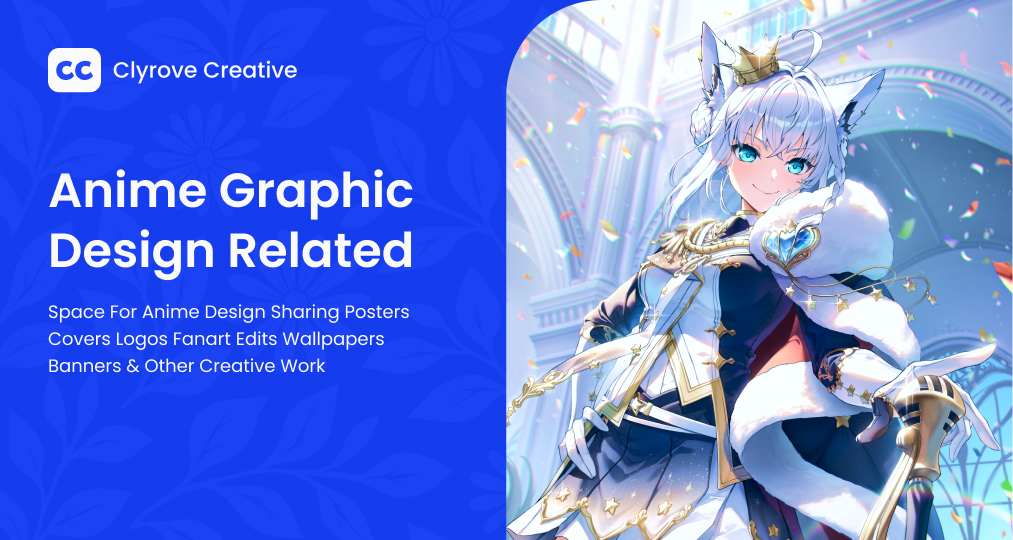 cc Clyrove Creative
Anime Graphic
Design Related
Space For Anime Design Sharing Posters
Covers Logos Fanart Edits Wallpapers
Banners & Other Creative Work